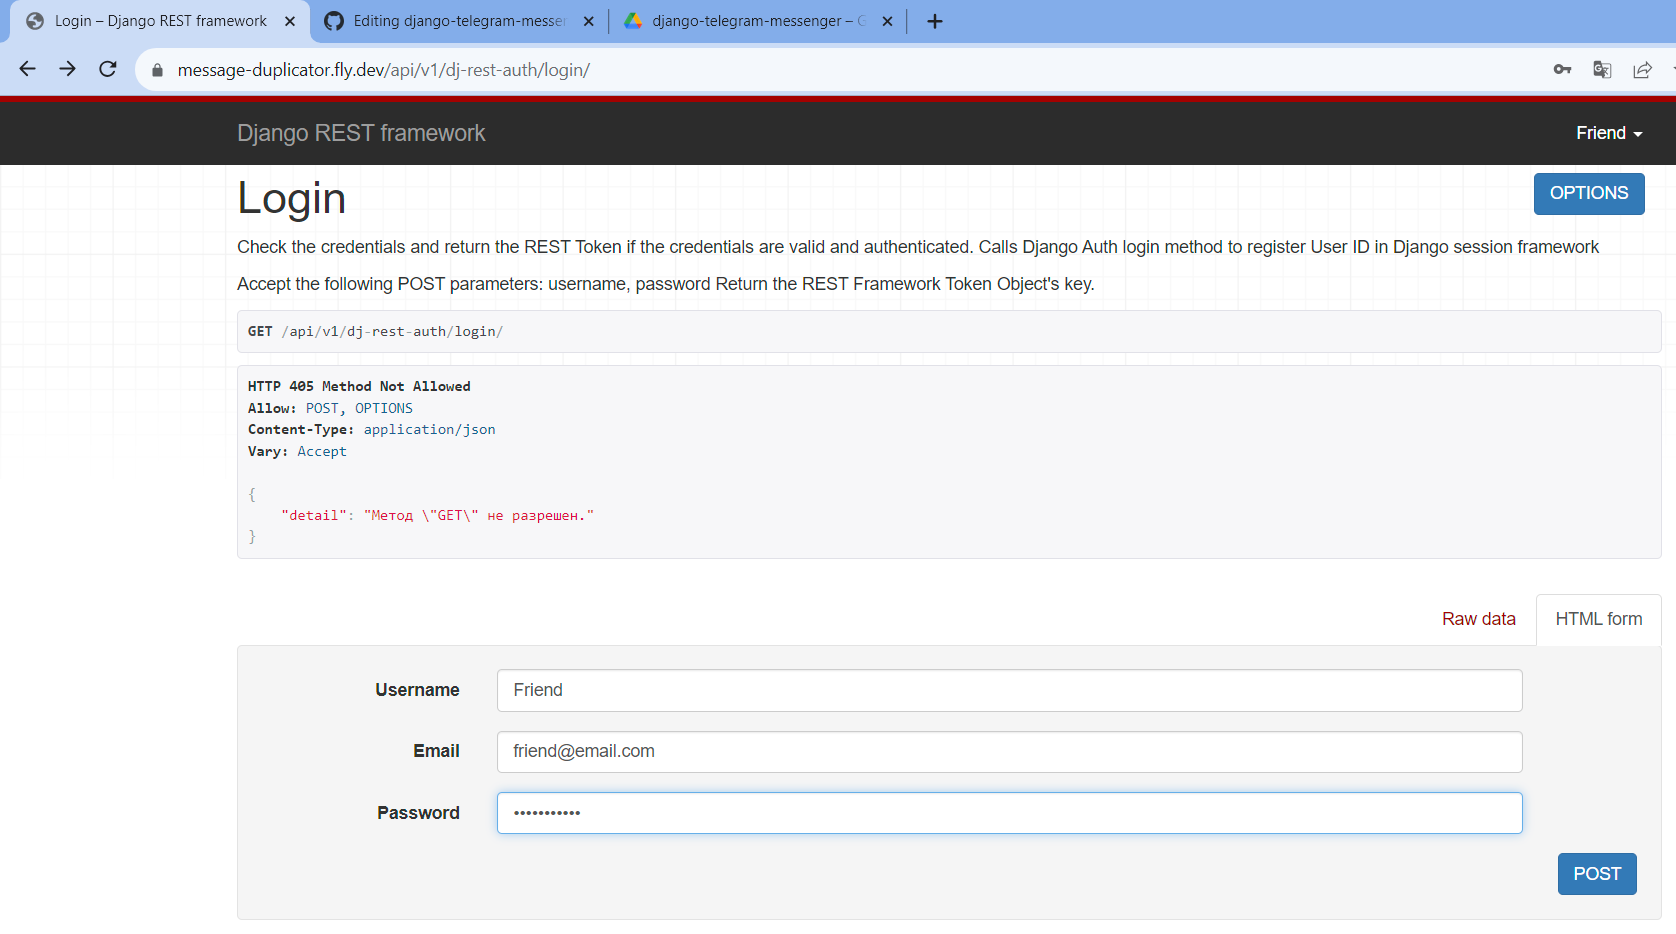 Login – Django REST framework
Editing django-telegram-messen
django-telegram-messenger – G
message-duplicator.fly.dev/api/v1/dj-rest-auth/login/
Django REST framework
Friend
Login
OPTIONS
Check the credentials and return the REST Token if the credentials are valid and authenticated. Calls Django Auth login method to register User ID in Django session framework
Accept the following POST parameters: username, password Return the REST Framework Token Object's key.
GET /api/v1/dj-rest-auth/login/
HTTP 405 Method Not Allowed
Allow: POST, OPTIONS
Content-Type: application/json
Vary: Accept
{
"detail": "Метод \"GET\" не разрешен."
}
Raw data
HTML form
Username
Friend
Email
friend@email.com
Password
•••••••••••
POST